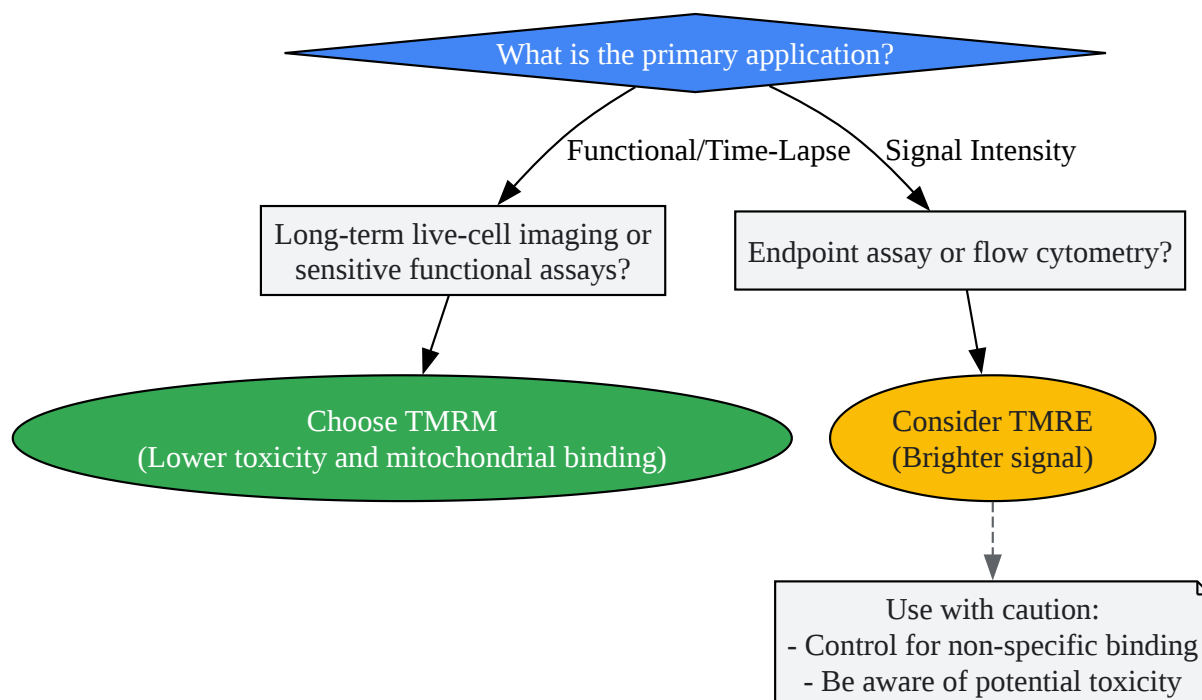 What is the primary application?
Functional/Time-Lapse
Signal Intensity
Long-term live-cell imaging or
sensitive functional assays?
Endpoint assay or flow cytometry?
Choose TMRM
(Lower toxicity and mitochondrial binding)
Consider TMRE
(Brighter signal)
Use with caution:
- Control for non-specific binding
- Be aware of potential toxicity